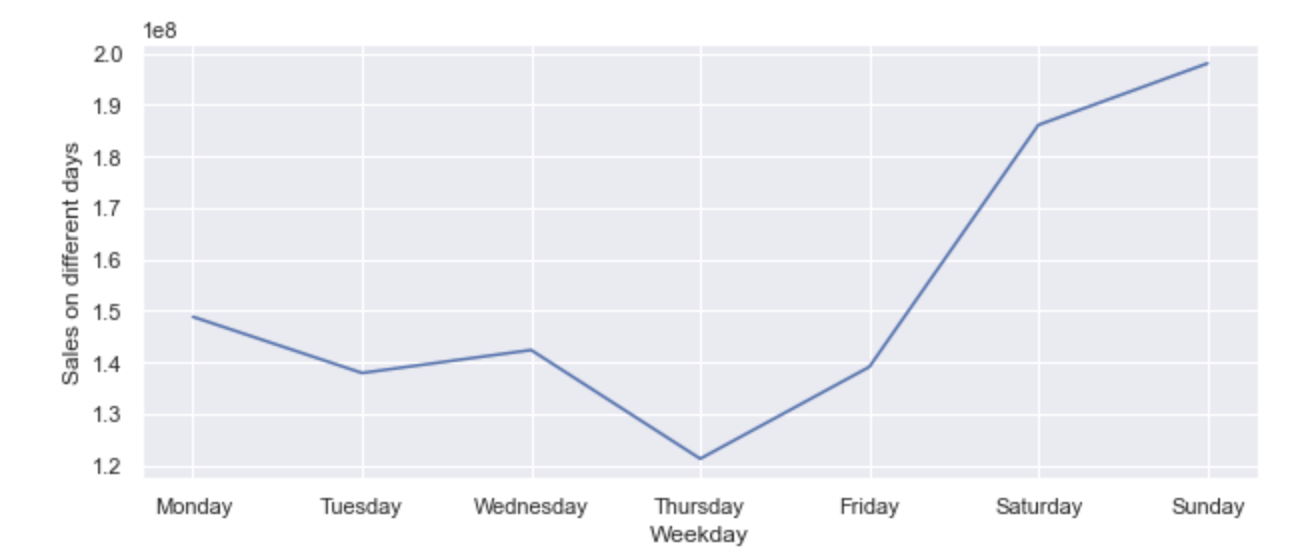 1e8
2.0
1.9
1.8
1.7
1.6
1.5
1.4
1.3
1.2
Sales on different days
Monday Tuesday Wednesday Thursday Friday Saturday Sunday
Weekday